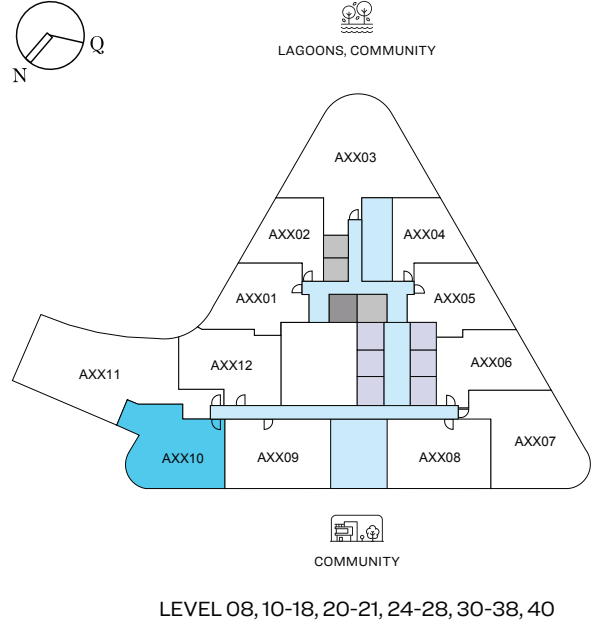 Q
N
LAGOONS, COMMUNITY
AXX03
AXX02
AXX04
AXX01
AXX05
AXX12
AXX06
AXX11
AXX07
AXX10
AXX09
AXX08
COMMUNITY
LEVEL 08, 10-18, 20-21, 24-28, 30-38, 40